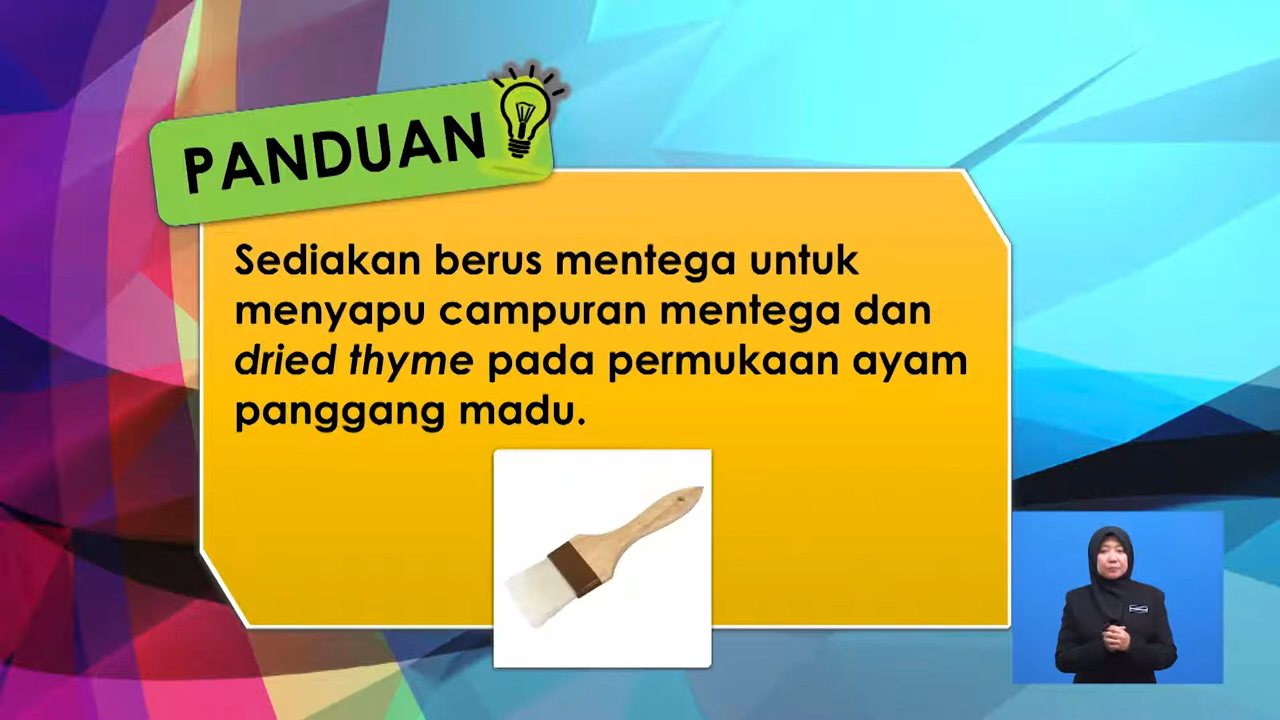 PANDUAN
Sediakan berus mentega untuk
menyapu campuran mentega dan
dried thyme pada permukaan ayam
panggang madu.